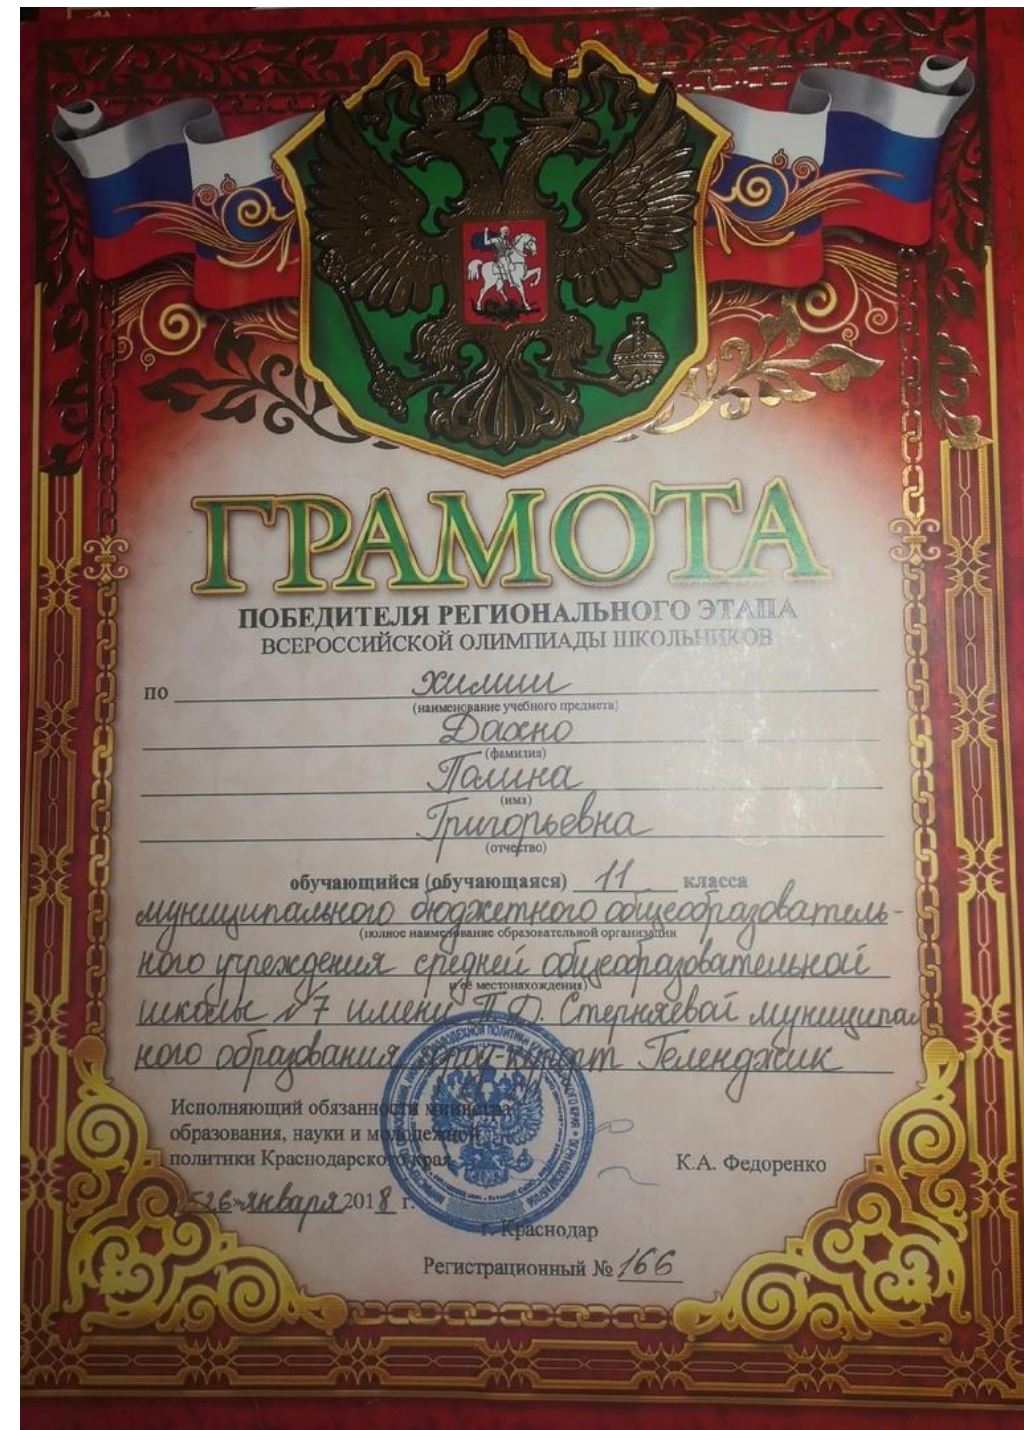 ГРАМОТА
ПОБЕДИТЕЛЯ РЕГИОНАЛЬНОГО ЭТАПА
ВСЕРОССИЙСКОЙ ОЛИМПИАДЫ ШКОЛЬНИКОВ
по химии
(наименование учебного предмета)
Дахно
(фамилия)
Полина
(имя)
Григорьевна
(отчество)
обучающийся (обучающаяся) 11 класса
муниципального бюджетного общеобразователь-
(полное наименование образовательной организации
ного учреждения средней общеобразовательной
и её местонахождения)
школы №7 имени П.Д. Стерняевой муниципаль
ного образования город-курорт Геленджик
Исполняющий обязанности министра
образования, науки и молодежной
политики Краснодарского края
К.А. Федоренко
января 2018 г.
г. Краснодар
Регистрационный № 166